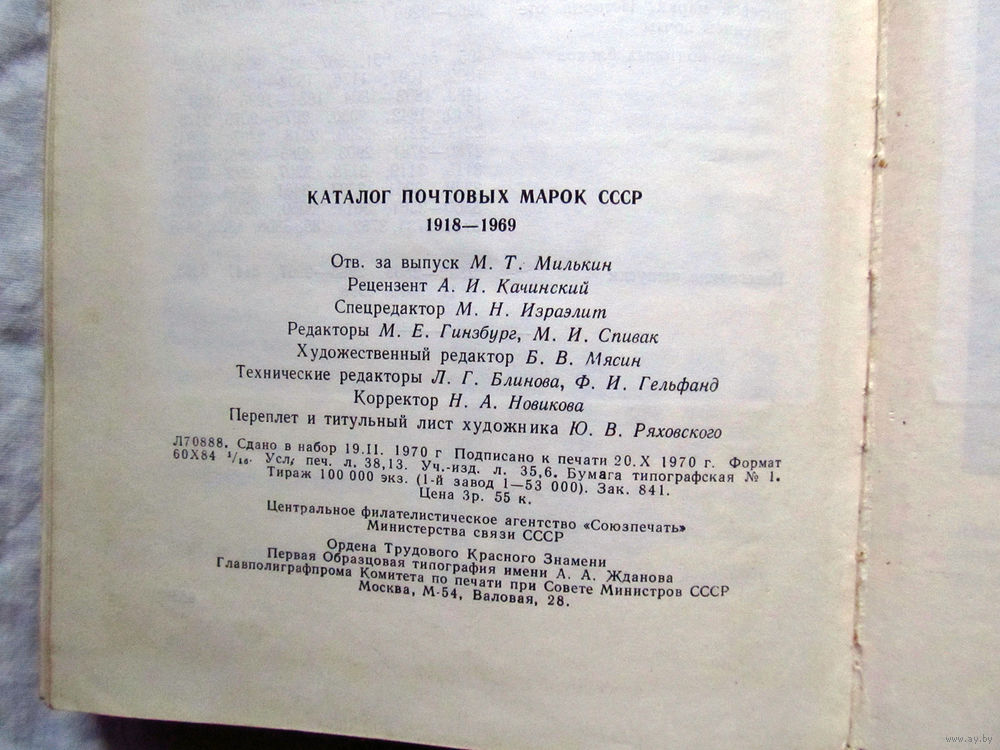 КАТАЛОГ ПОЧТОВЫХ МАРОК СССР
1918—1969
Отв. за выпуск М. Т. Милькин
Рецензент А. И. Качинский
Спецредактор М. Н. Израэлит
Редакторы М. Е. Гинзбург, М. И. Спивак
Художественный редактор Б. В. Мясин
Технические редакторы Л. Г. Блинова, Ф. И. Гельфанд
Корректор Н. А. Новикова
Переплет и титульный лист художника Ю. В. Ряховского
Л70888. Сдано в набор 19.II. 1970 г Подписано к печати 20.X 1970 г. Формат
60X84 1/16. Усл. печ. л. 38,13. Уч.-изд. л. 35,6. Бумага типографская № 1.
Тираж 100 000 экз. (1-й завод 1—53 000). Зак. 841.
Цена 3р. 55 к.
Центральное филателистическое агентство «Союзпечать»
Министерства связи СССР
Ордена Трудового Красного Знамени
Первая Образцовая типография имени А. А. Жданова
Главполиграфпрома Комитета по печати при Совете Министров СССР
Москва, М-54, Валовая, 28.
www.ay.by